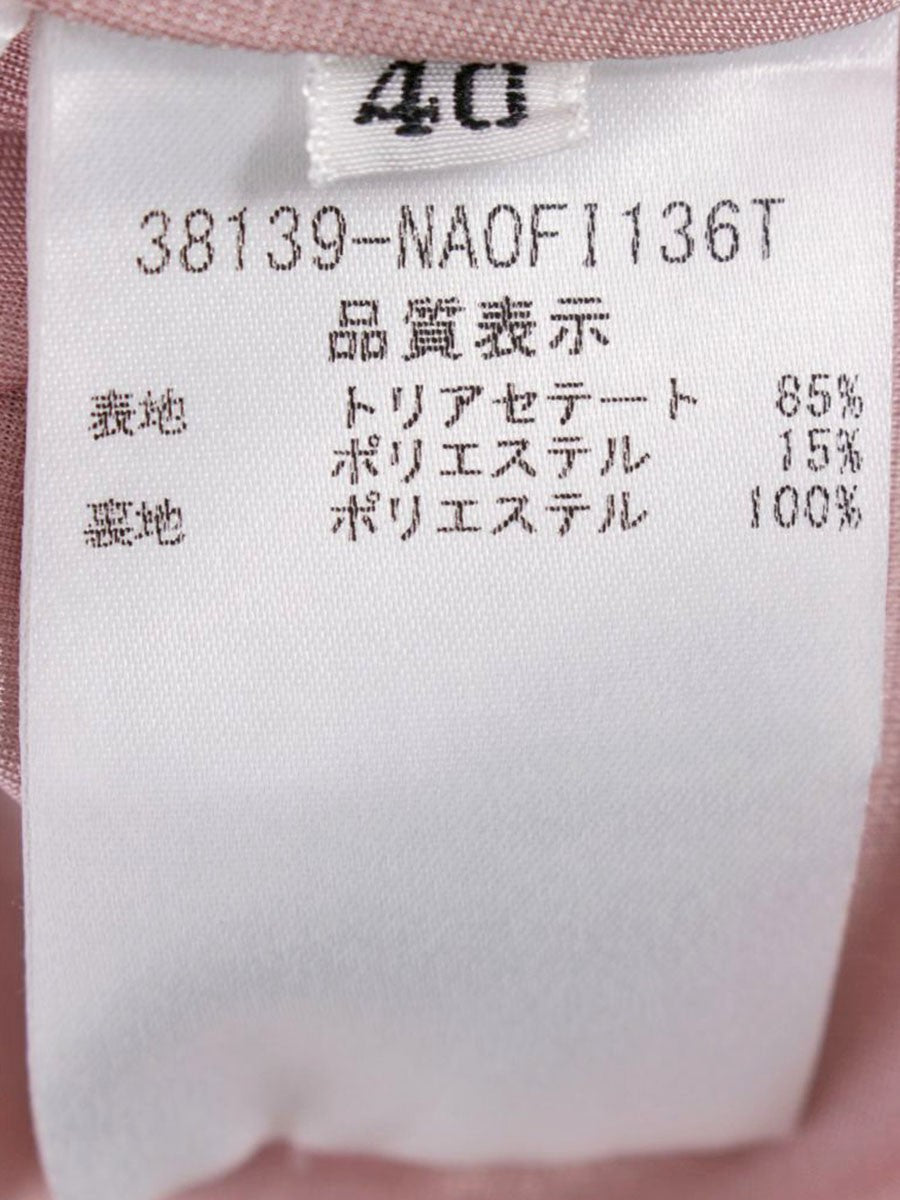 40
38139-NAOFI136T
品質表示
表地 トリアセテート 85%
ポリエステル 15%
裏地 ポリエステル 100%